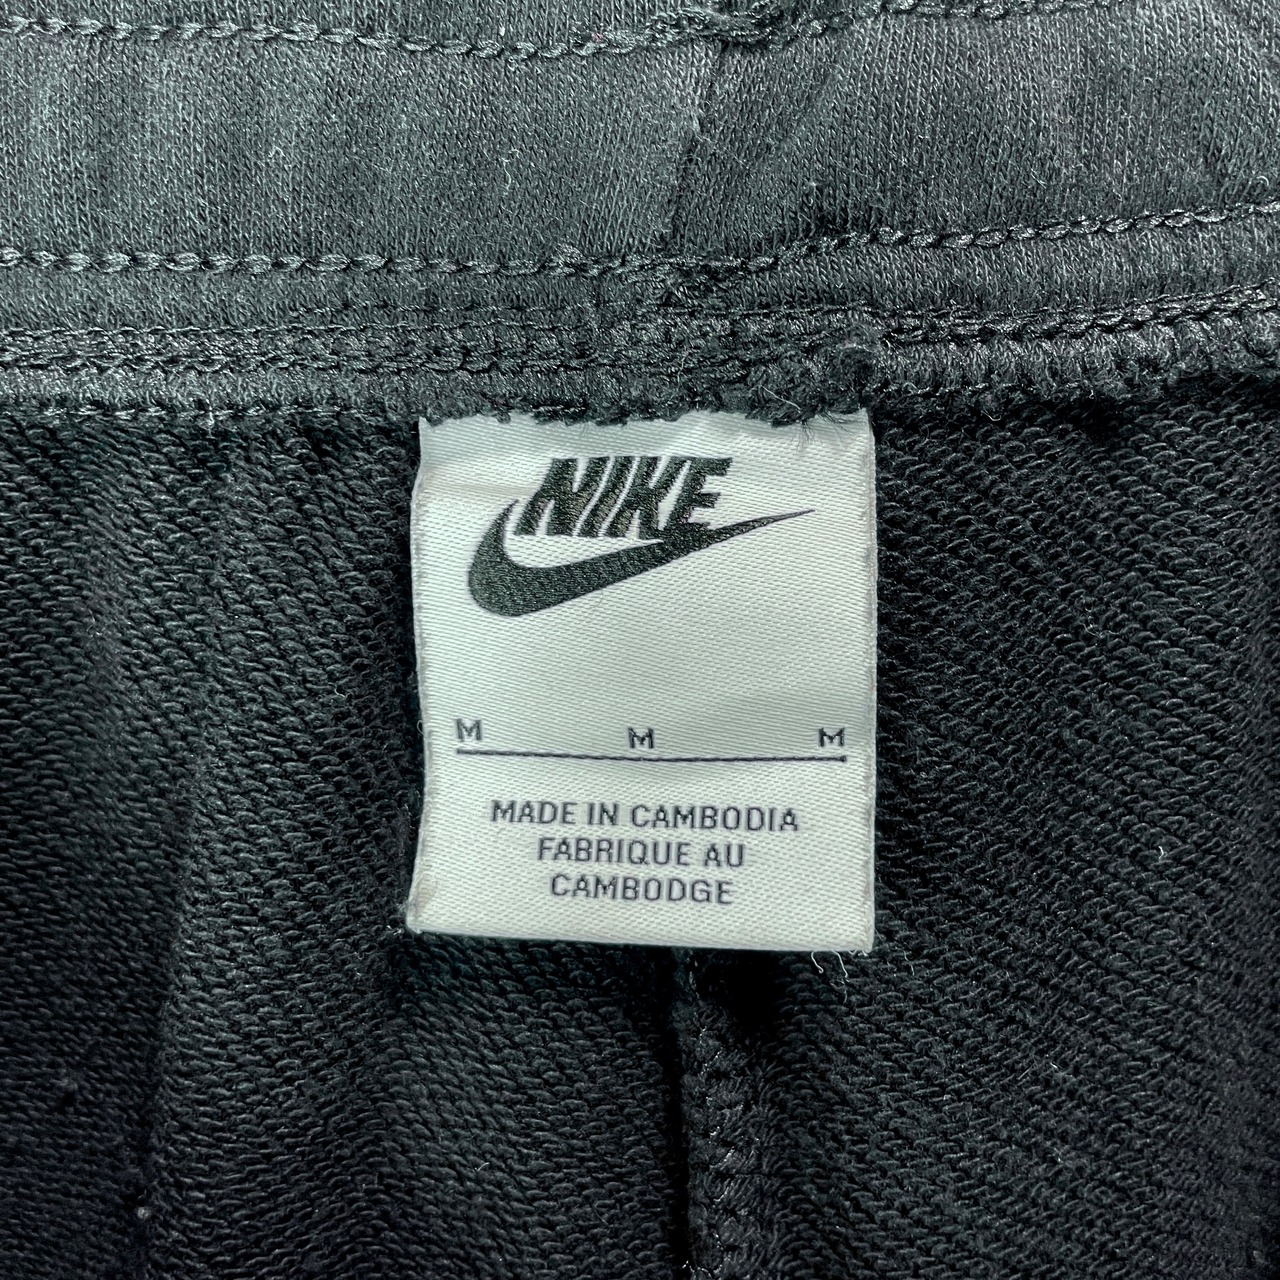 NIKE
M M M
MADE IN CAMBODIA
FABRIQUE AU
CAMBODGE